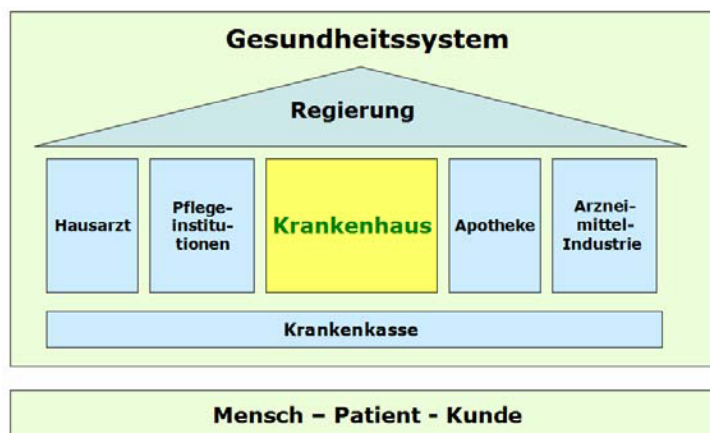 Gesundheitssystem
Regierung
Hausarzt
Pflege-
institu-
tionen
Krankenhaus
Apotheke
Arznei-
mittel-
Industrie
Krankenkasse
Mensch – Patient - Kunde